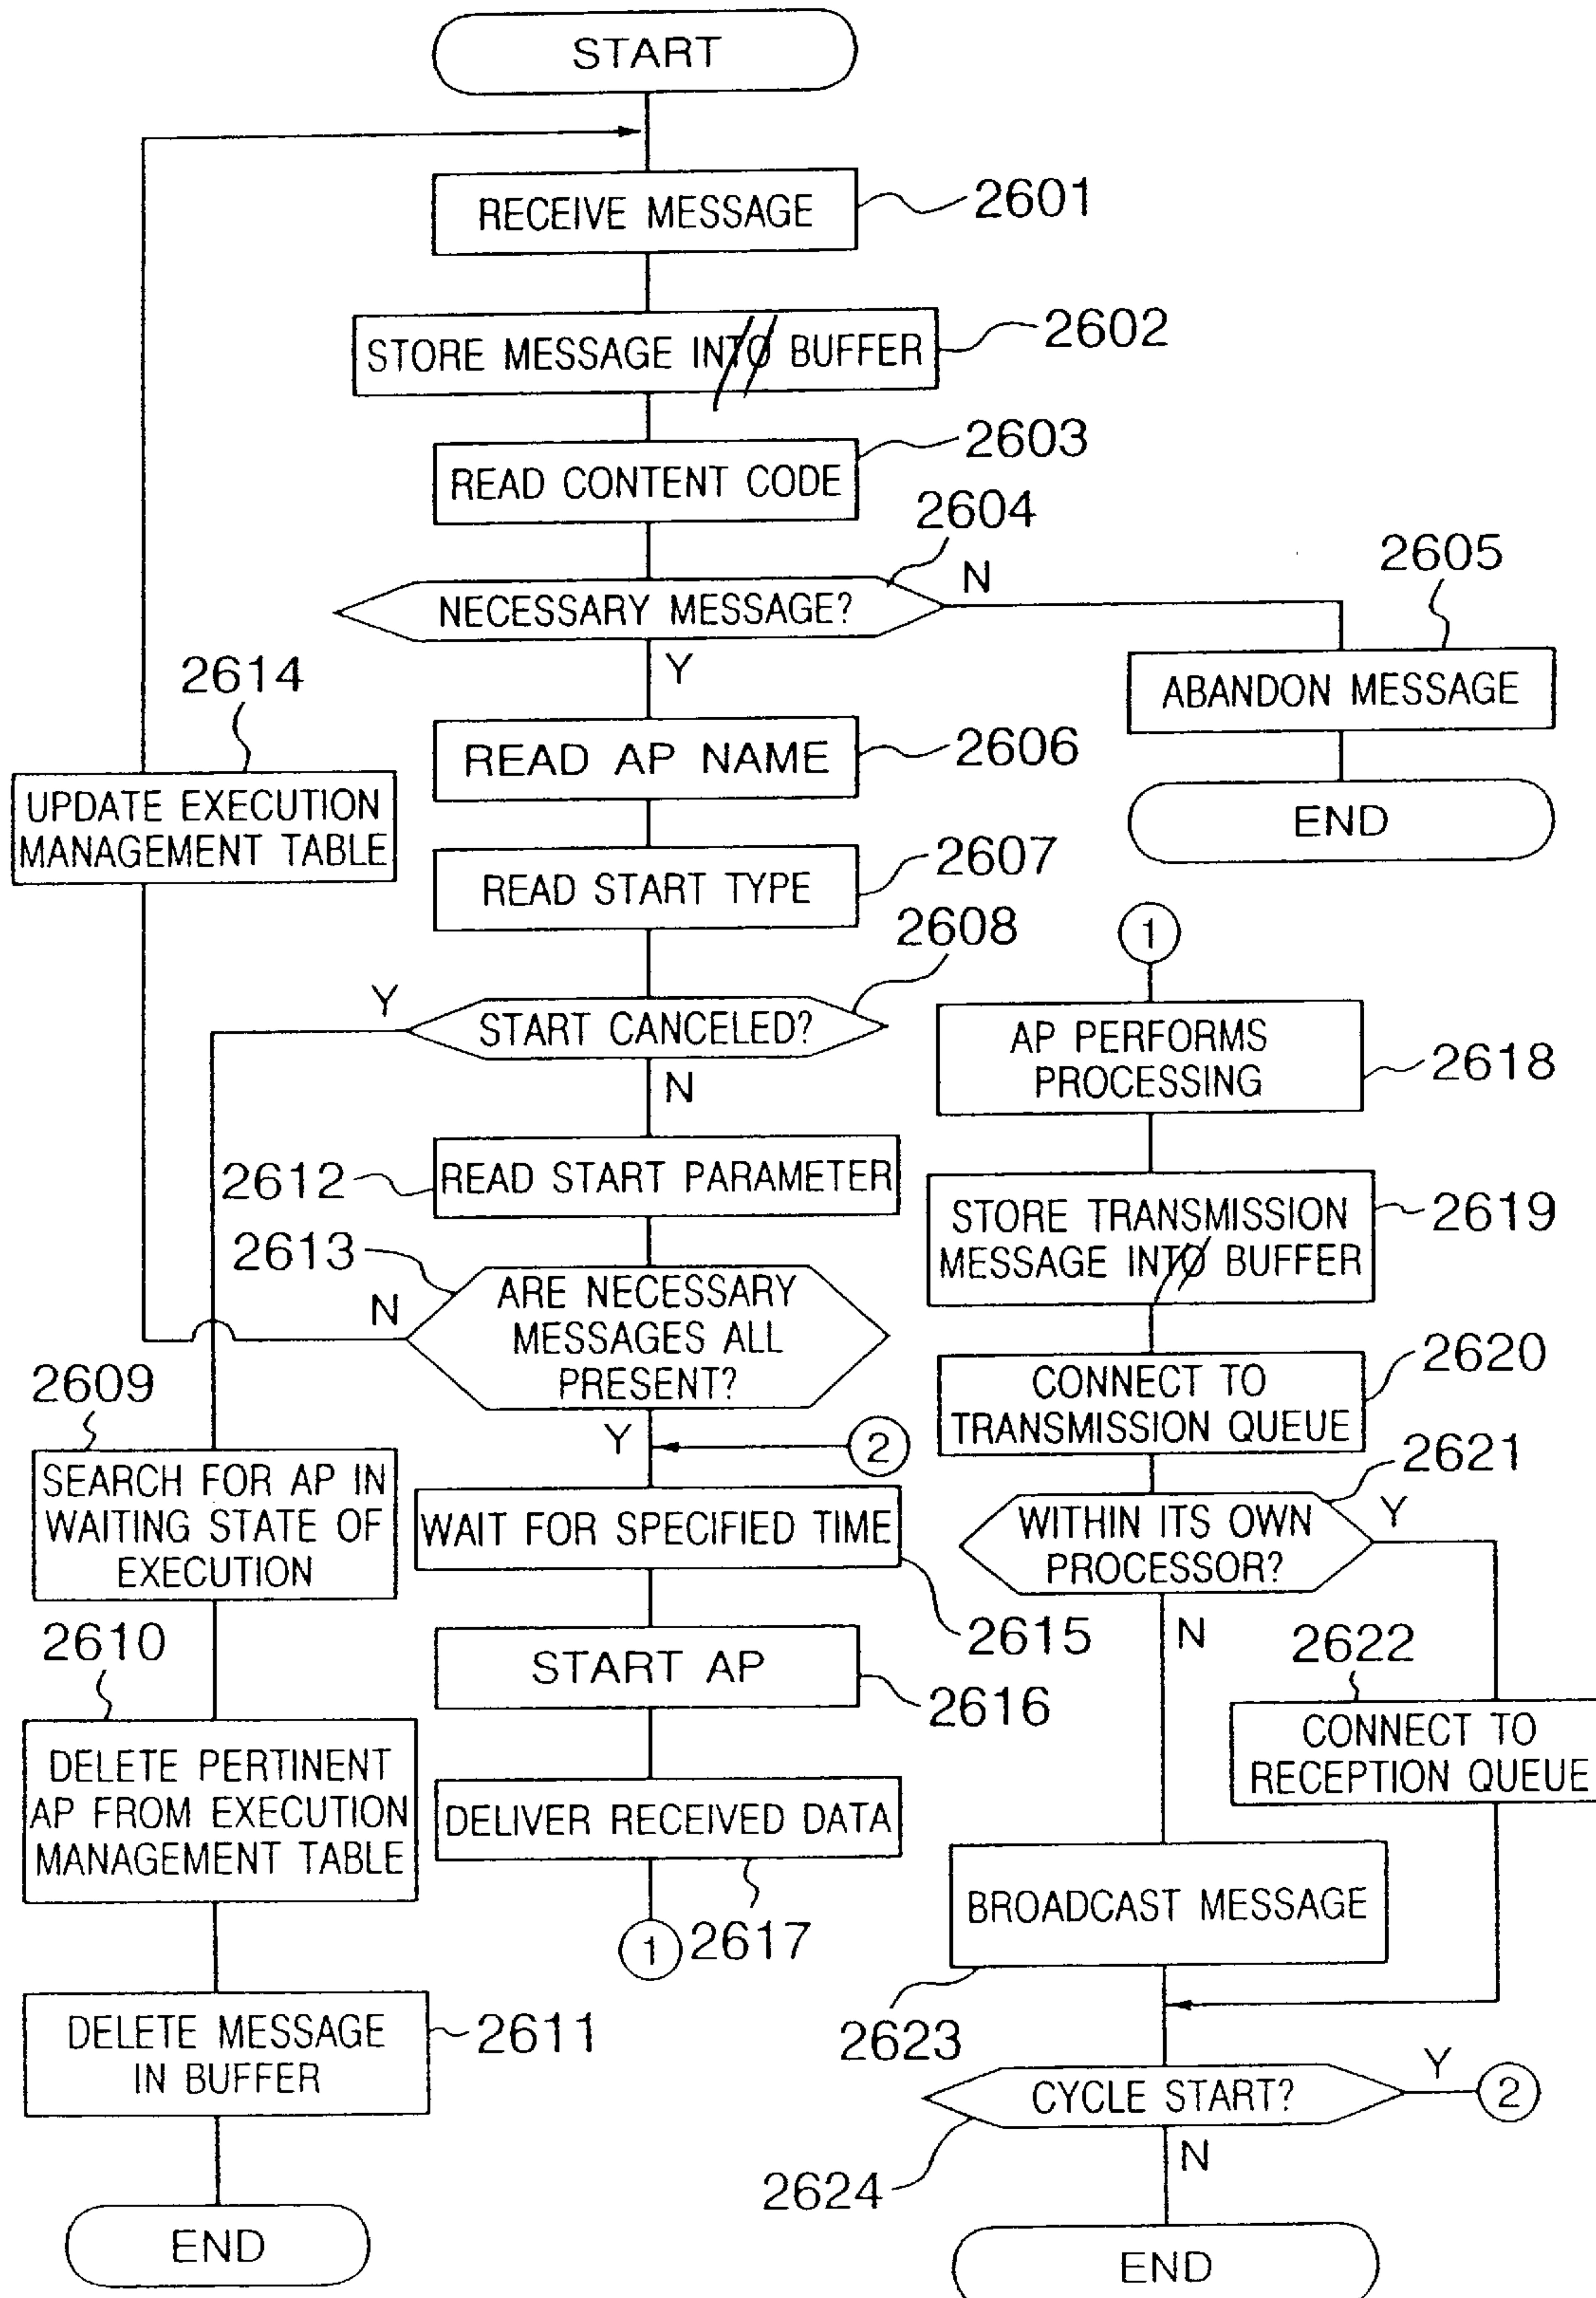 START
RECEIVE MESSAGE
2601
STORE MESSAGE INTO BUFFER
2602
READ CONTENT CODE
2603
NECESSARY MESSAGE?
2604
N
Y
2605
ABANDON MESSAGE
END
READ AP NAME
2606
2614
UPDATE EXECUTION
MANAGEMENT TABLE
READ START TYPE
2607
START CANCELED?
2608
Y
N
READ START PARAMETER
2612
2613
ARE NECESSARY
MESSAGES ALL
PRESENT?
N
Y
2
2609
SEARCH FOR AP IN
WAITING STATE OF
EXECUTION
2610
DELETE PERTINENT
AP FROM EXECUTION
MANAGEMENT TABLE
DELETE MESSAGE
IN BUFFER
2611
END
WAIT FOR SPECIFIED TIME
2615
START AP
2616
DELIVER RECEIVED DATA
2617
1
1
AP PERFORMS
PROCESSING
2618
STORE TRANSMISSION
MESSAGE INTO BUFFER
2619
CONNECT TO
TRANSMISSION QUEUE
2620
WITHIN ITS OWN
PROCESSOR?
2621
Y
N
2622
CONNECT TO
RECEPTION QUEUE
BROADCAST MESSAGE
2623
CYCLE START?
Y
2
2624
N
END